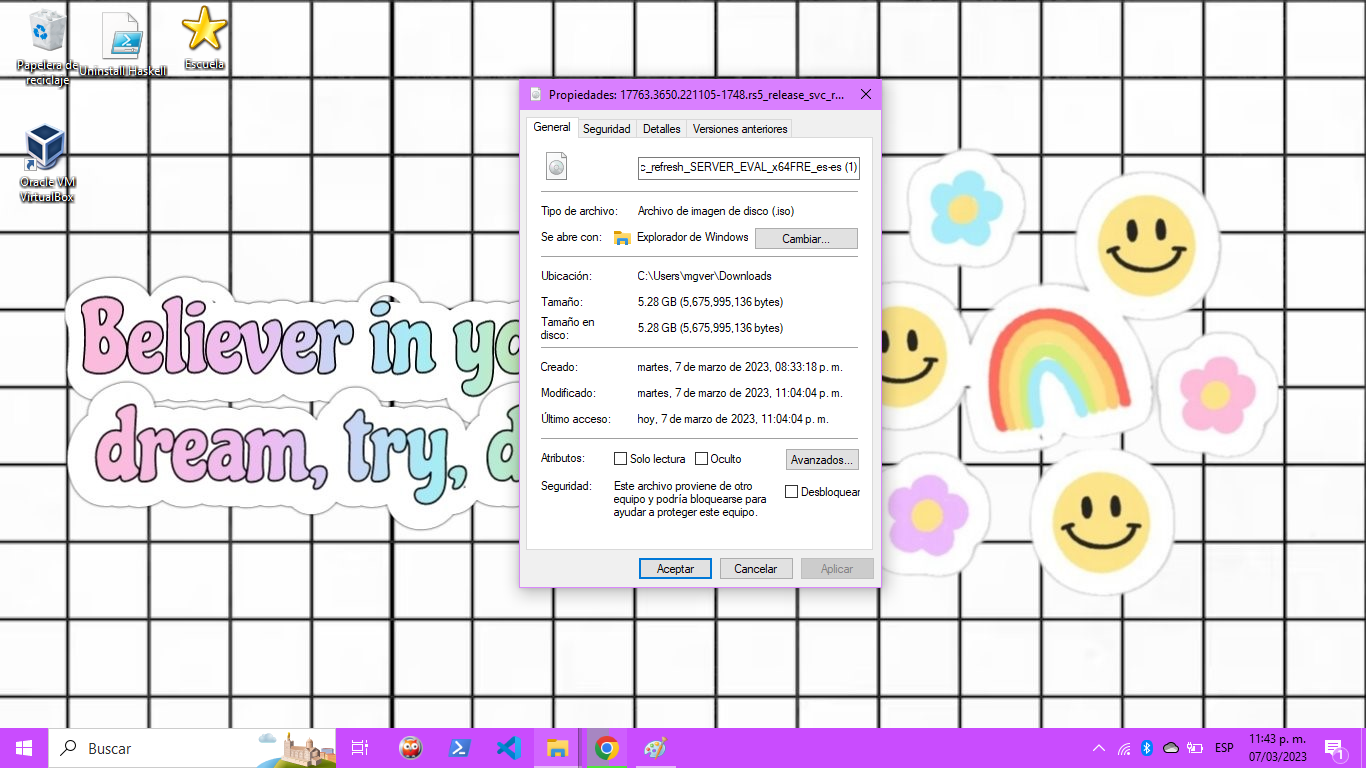 Papelera de
reciclaje
Uninstall Haskell
Escuela
Oracle VM
VirtualBox
Believer in yo
dream, try, d
Propiedades: 17763.3650.221105-1748.rs5_release_svc_r...
General
Seguridad
Detalles
Versiones anteriores
c_refresh_SERVER_EVAL_x64FRE_es-es (1)
Tipo de archivo: Archivo de imagen de disco (.iso)
Se abre con: Explorador de Windows Cambiar...
Ubicación: C:\Users\mgver\Downloads
Tamaño: 5.28 GB (5,675,995,136 bytes)
Tamaño en
disco: 5.28 GB (5,675,995,136 bytes)
Creado: martes, 7 de marzo de 2023, 08:33:18 p. m.
Modificado: martes, 7 de marzo de 2023, 11:04:04 p. m.
Último acceso: hoy, 7 de marzo de 2023, 11:04:04 p. m.
Atributos: Solo lectura Oculto Avanzados...
Seguridad: Este archivo proviene de otro
equipo y podría bloquearse para
ayudar a proteger este equipo.
Desbloquear
Aceptar Cancelar Aplicar
Buscar
ESP
11:43 p. m.
07/03/2023
1